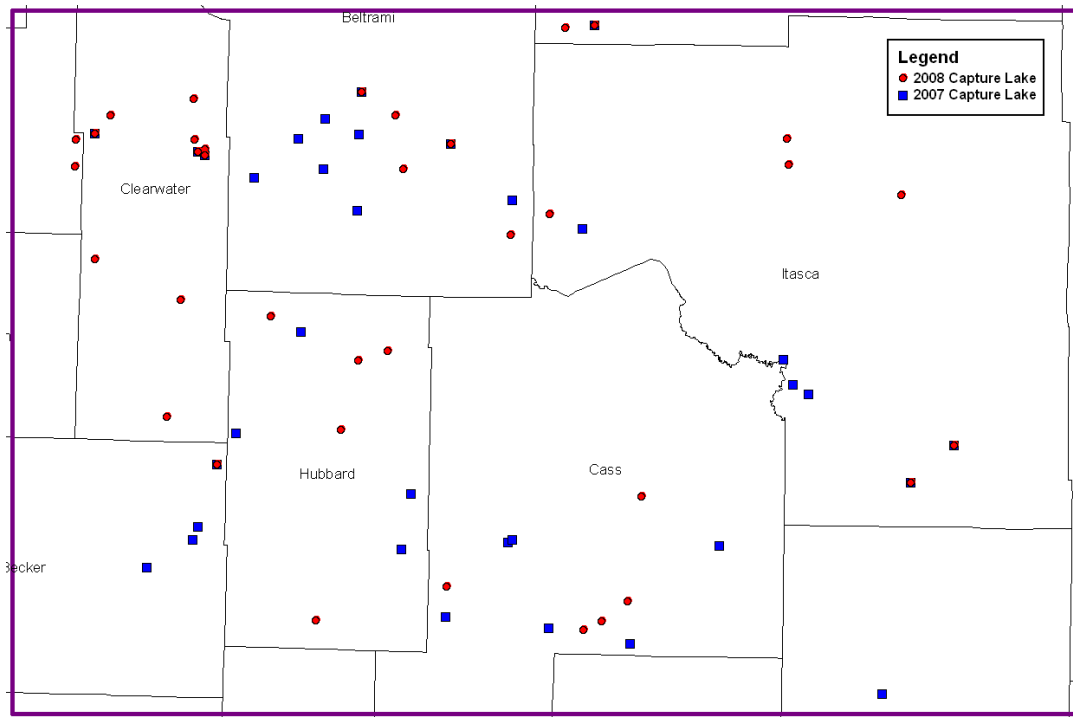 Beltrami
Legend
2008 Capture Lake
2007 Capture Lake
Clearwater
Itasca
Cass
Hubbard
Becker